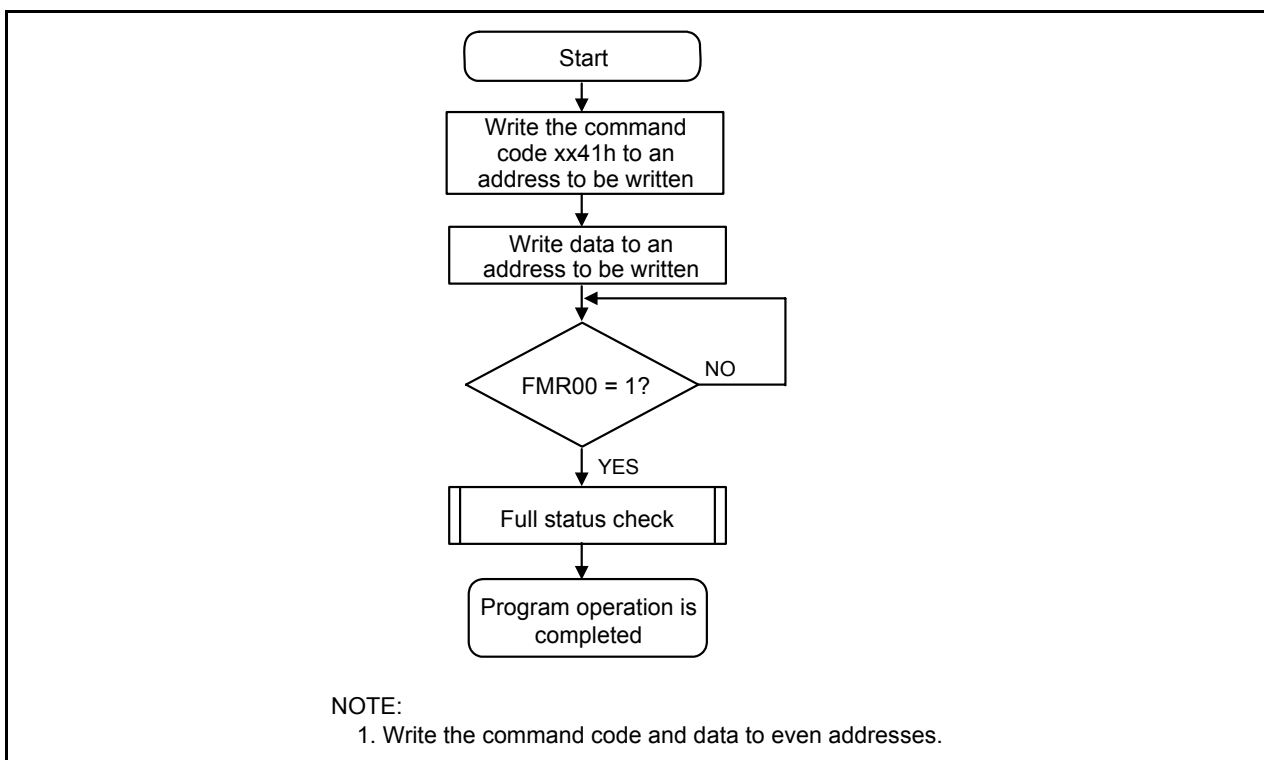 Start
Write the command
code xx41h to an
address to be written
Write data to an
address to be written
FMR00 = 1?
NO
YES
Full status check
Program operation is
completed
NOTE:
1. Write the command code and data to even addresses.